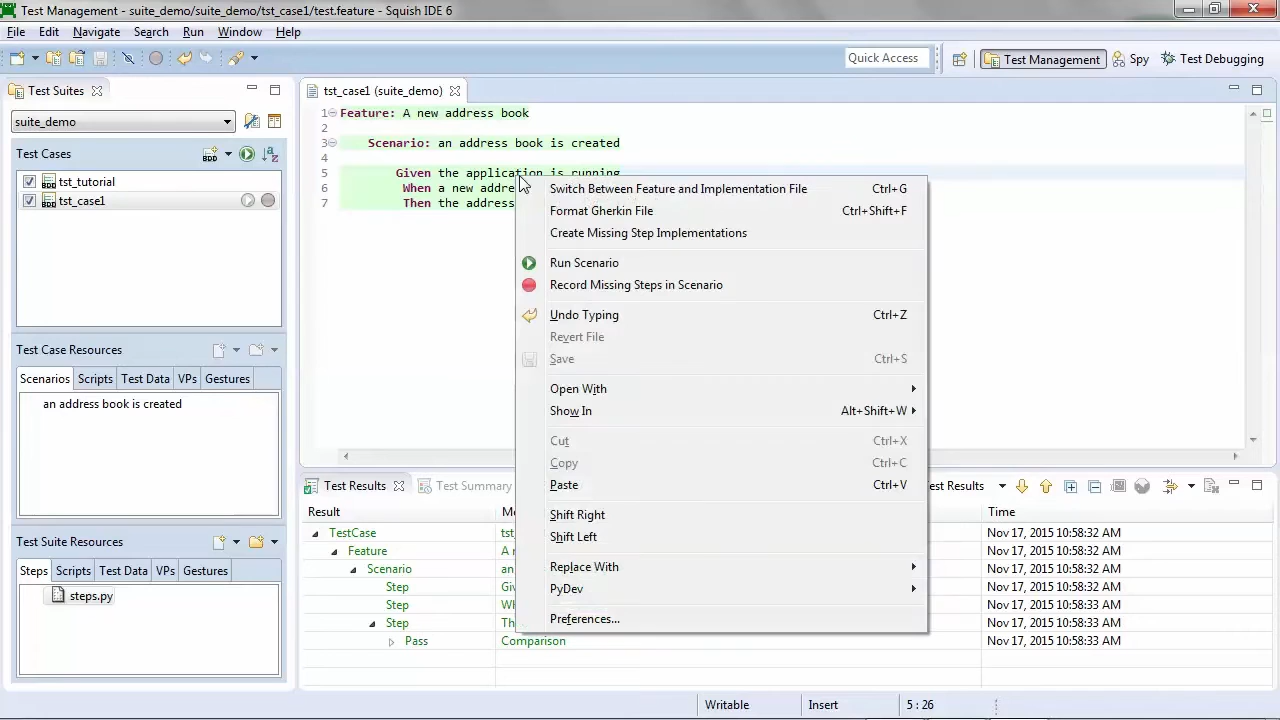 Test Management - suite_demo/suite_demo/tst_case1/test.feature - Squish IDE 6
File Edit Navigate Search Run Window Help
Quick Access
Test Management
Spy
Test Debugging
Test Suites
suite_demo
Test Cases
tst_tutorial
tst_case1
Test Case Resources
Scenarios Scripts Test Data VPs Gestures
an address book is created
Test Suite Resources
Steps Scripts Test Data VPs Gestures
steps.py
tst_case1 (suite_demo)
1 Feature: A new address book
2
3 Scenario: an address book is created
4
5 Given the application is running
6 When a new addre
7 Then the address
Switch Between Feature and Implementation File Ctrl+G
Format Gherkin File Ctrl+Shift+F
Create Missing Step Implementations
Run Scenario
Record Missing Steps in Scenario
Undo Typing Ctrl+Z
Revert File
Save Ctrl+S
Open With
Show In Alt+Shift+W
Cut Ctrl+X
Copy Ctrl+C
Paste Ctrl+V
Shift Right
Shift Left
Replace With
PyDev
Preferences...
Test Results Test Summary est Results
Result Me Time
TestCase tst_ Nov 17, 2015 10:58:32 AM
Feature A n Nov 17, 2015 10:58:32 AM
Scenario an Nov 17, 2015 10:58:32 AM
Step Giv Nov 17, 2015 10:58:32 AM
Step Wh Nov 17, 2015 10:58:33 AM
Step Th Nov 17, 2015 10:58:33 AM
Pass Comparison Nov 17, 2015 10:58:33 AM
Writable Insert 5 : 26